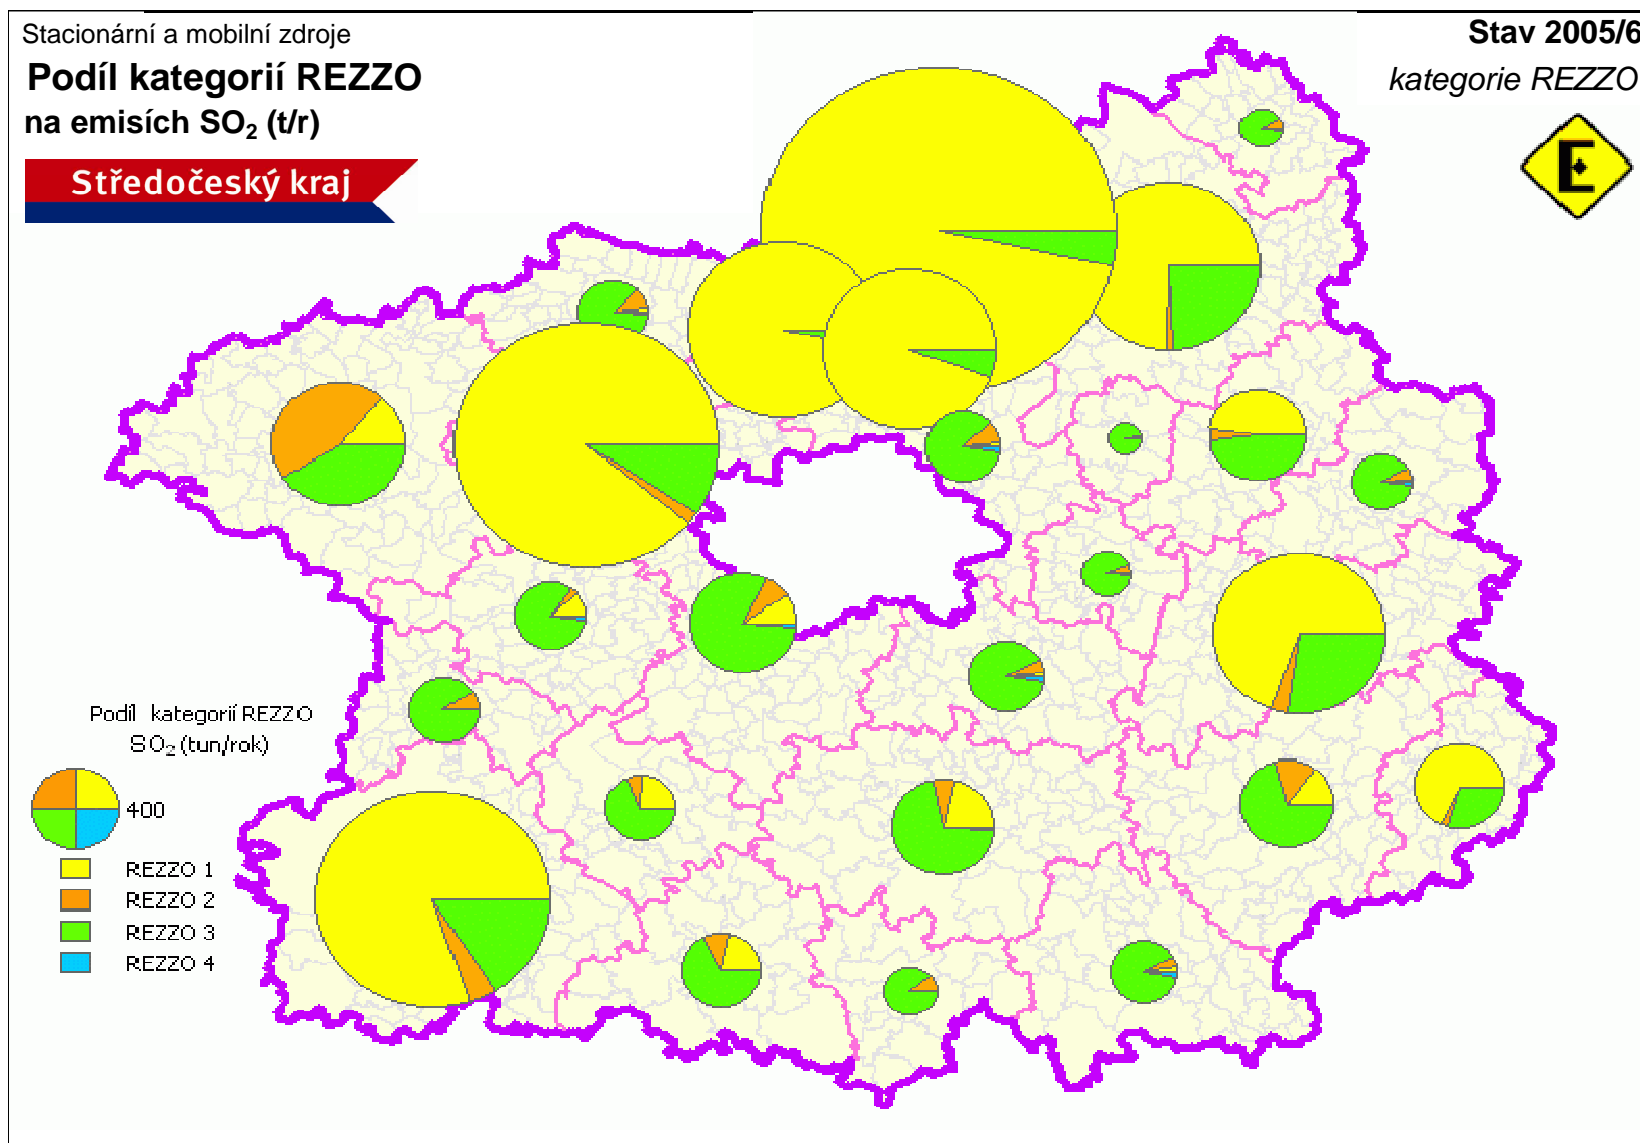 Stacionární a mobilní zdroje
Podíl kategorií REZZO
na emisích SO₂ (t/r)
Středočeský kraj
Stav 2005/6
kategorie REZZO
E
Podíl kategorií REZZO
SO₂ (tun/rok)
400
REZZO 1
REZZO 2
REZZO 3
REZZO 4